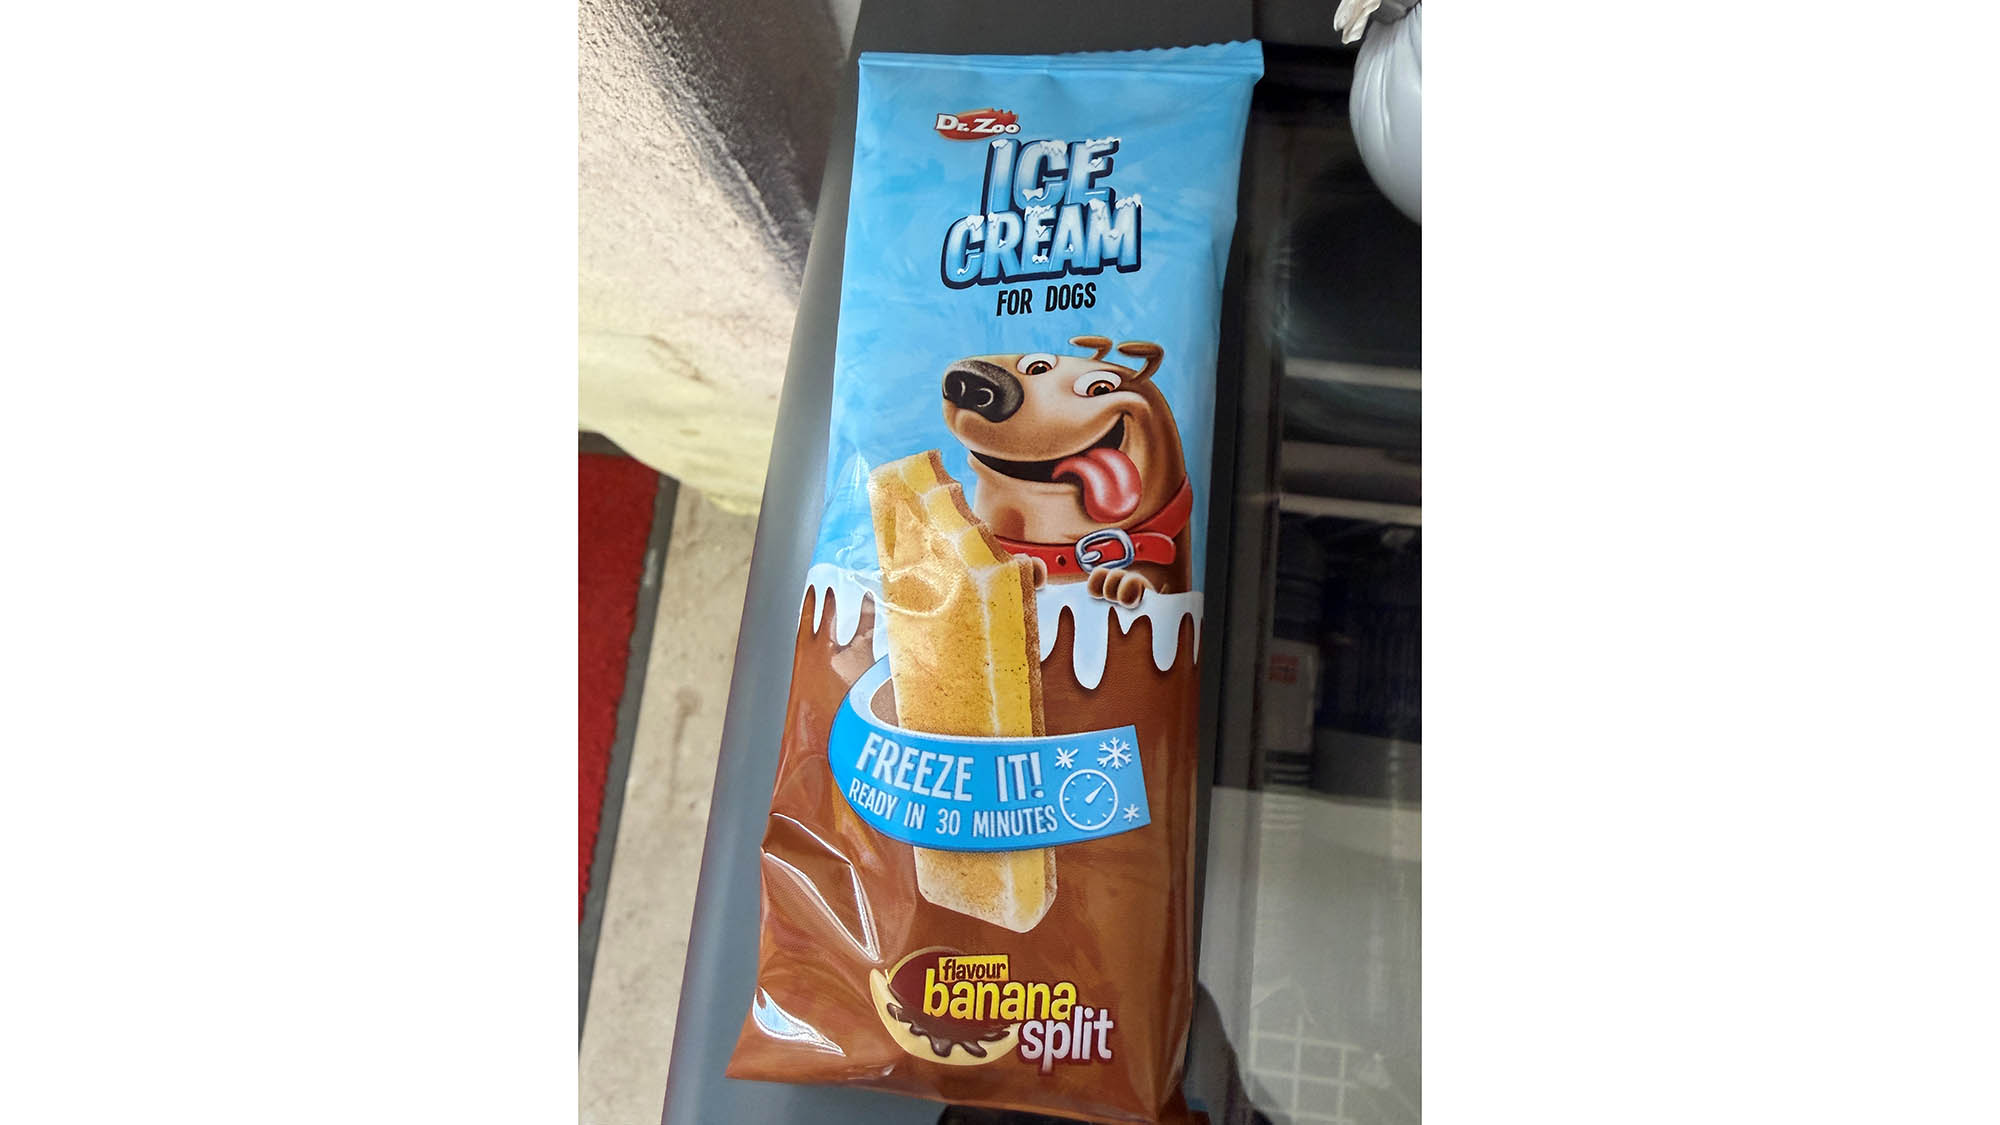 Dr. Zoo
ICE
CREAM
FOR DOGS
FREEZE IT!
READY IN 30 MINUTES
flavour
banana
split